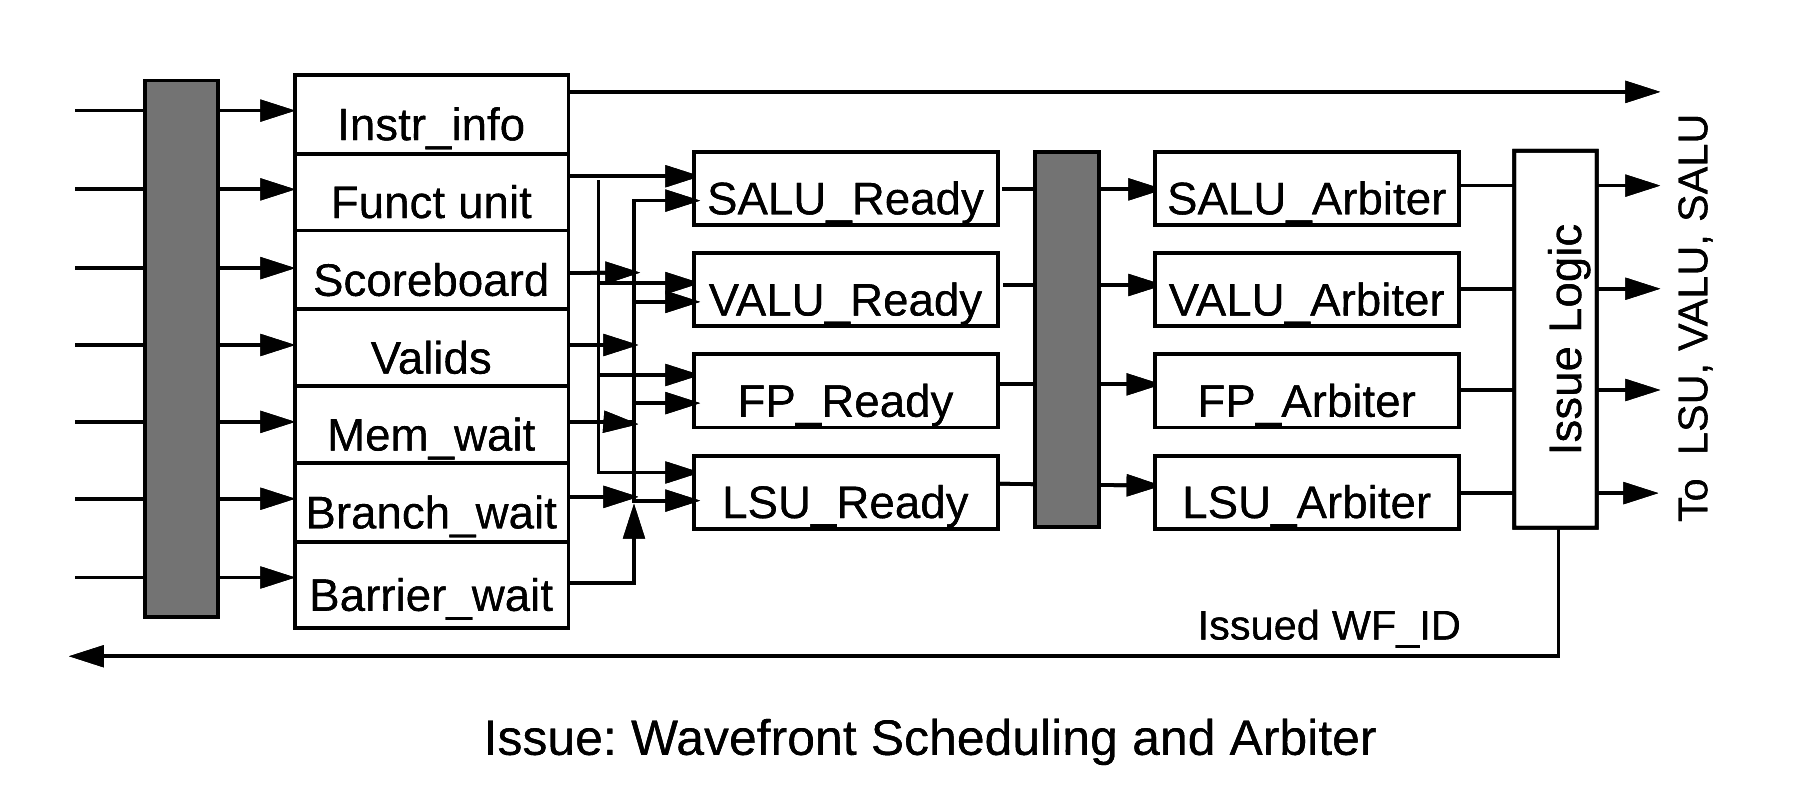 Instr_info
Funct unit
Scoreboard
Valids
Mem_wait
Branch_wait
Barrier_wait
SALU_Ready
VALU_Ready
FP_Ready
LSU_Ready
SALU_Arbiter
VALU_Arbiter
FP_Arbiter
LSU_Arbiter
Issue Logic
To LSU, VALU, SALU
Issued WF_ID
Issue: Wavefront Scheduling and Arbiter